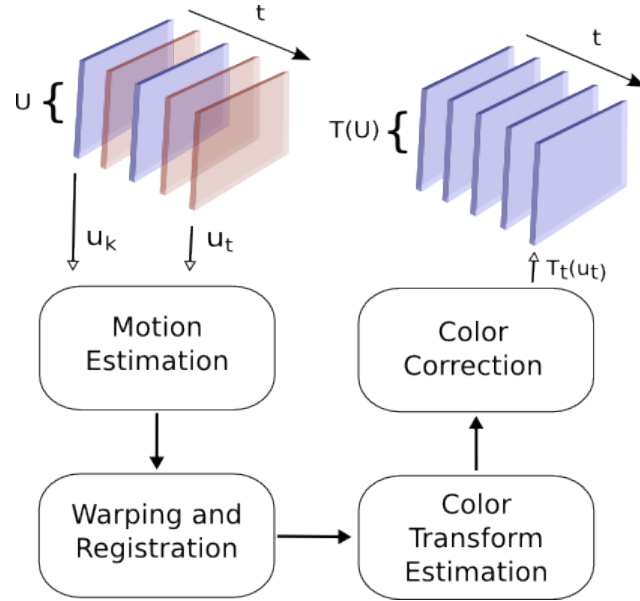 t
t
U {
T(U) {
u_k
u_t
T_t(u_t)
Motion
Estimation
Color
Correction
Warping and
Registration
Color
Transform
Estimation